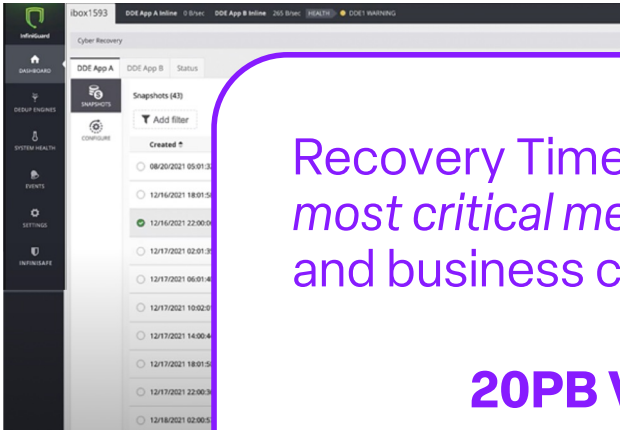 ibox1593
DDE App A Inline 0 B/sec DDE App B Inline 265 B/sec HEALTH DDE1 WARNING
InfiniGuard
Cyber Recovery
DASHBOARD
DEDUP ENGINES
SYSTEM HEALTH
EVENTS
SETTINGS
INFINISAFE
DDE App A DDE App B Status
SNAPSHOTS
CONFIGURE
Snapshots (43)
Add filter
Created
08/20/2021 05:01:3
12/16/2021 18:01:5
12/16/2021 22:00:0
12/17/2021 02:01:3
12/17/2021 06:01:4
12/17/2021 10:02:0
12/17/2021 14:00:4
12/17/2021 18:01:5
12/17/2021 22:00:3
12/18/2021 02:00:5
Recovery Time
most critical me
and business c
20PB